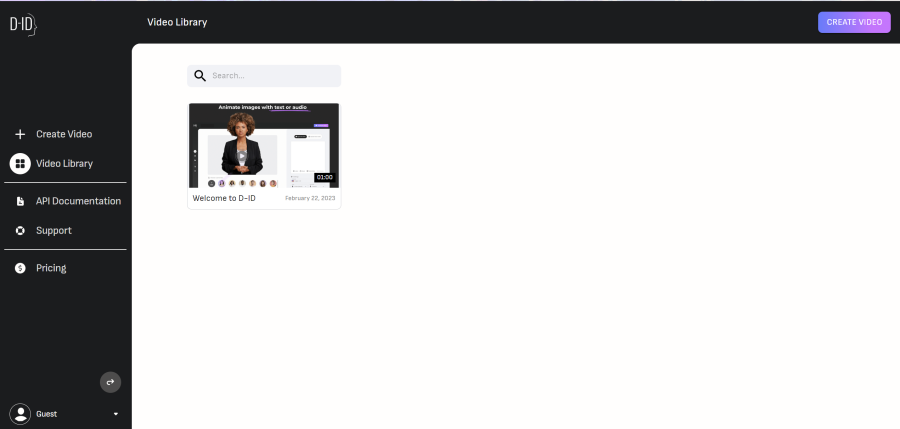 D-ID
Video Library
CREATE VIDEO
Search...
Create Video
Video Library
API Documentation
Support
Pricing
Guest
Animate images with text or audio
01:00
Welcome to D-ID
February 22, 2023